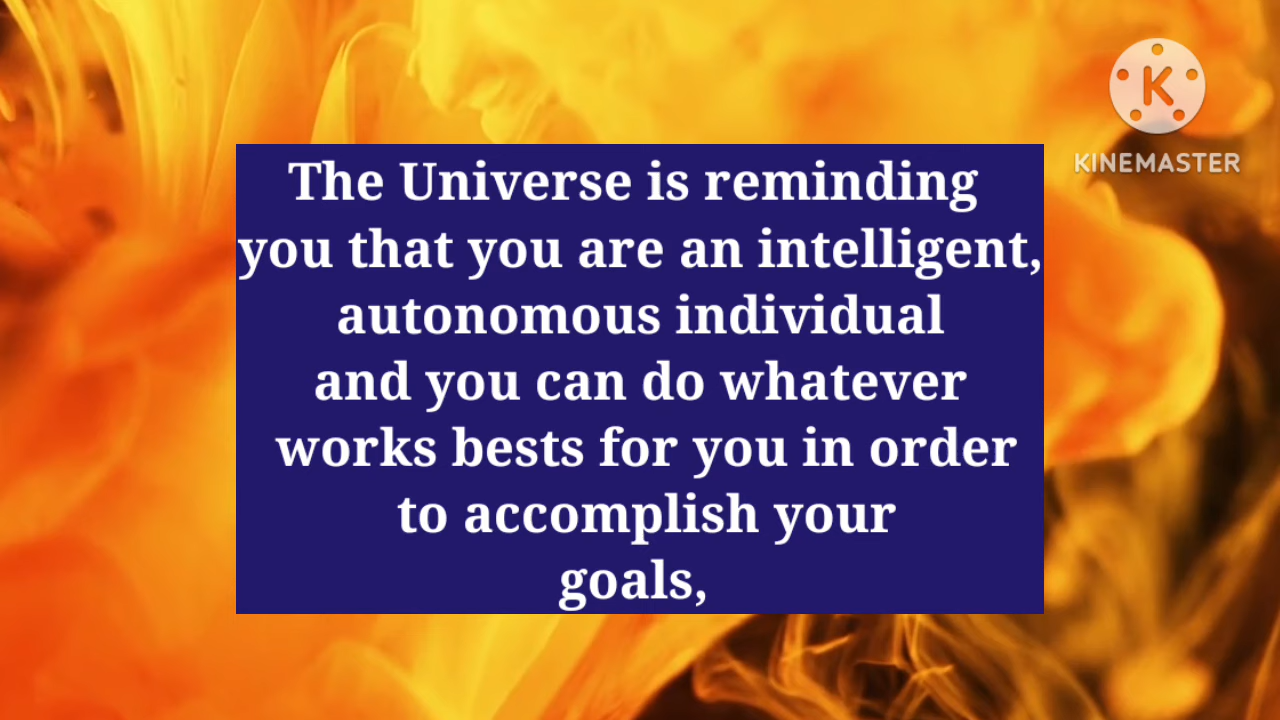 K
KINEMASTER
The Universe is reminding
you that you are an intelligent,
autonomous individual
and you can do whatever
works bests for you in order
to accomplish your
goals,